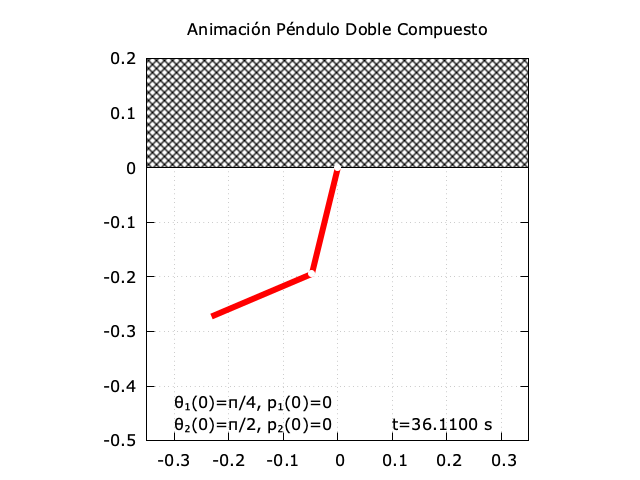 Animación Péndulo Doble Compuesto
0.2
0.1
0
-0.1
-0.2
-0.3
-0.4
-0.5
θ₁(0)=π/4, p₁(0)=0
θ₂(0)=π/2, p₂(0)=0
t=36.1100 s
-0.3 -0.2 -0.1 0 0.1 0.2 0.3